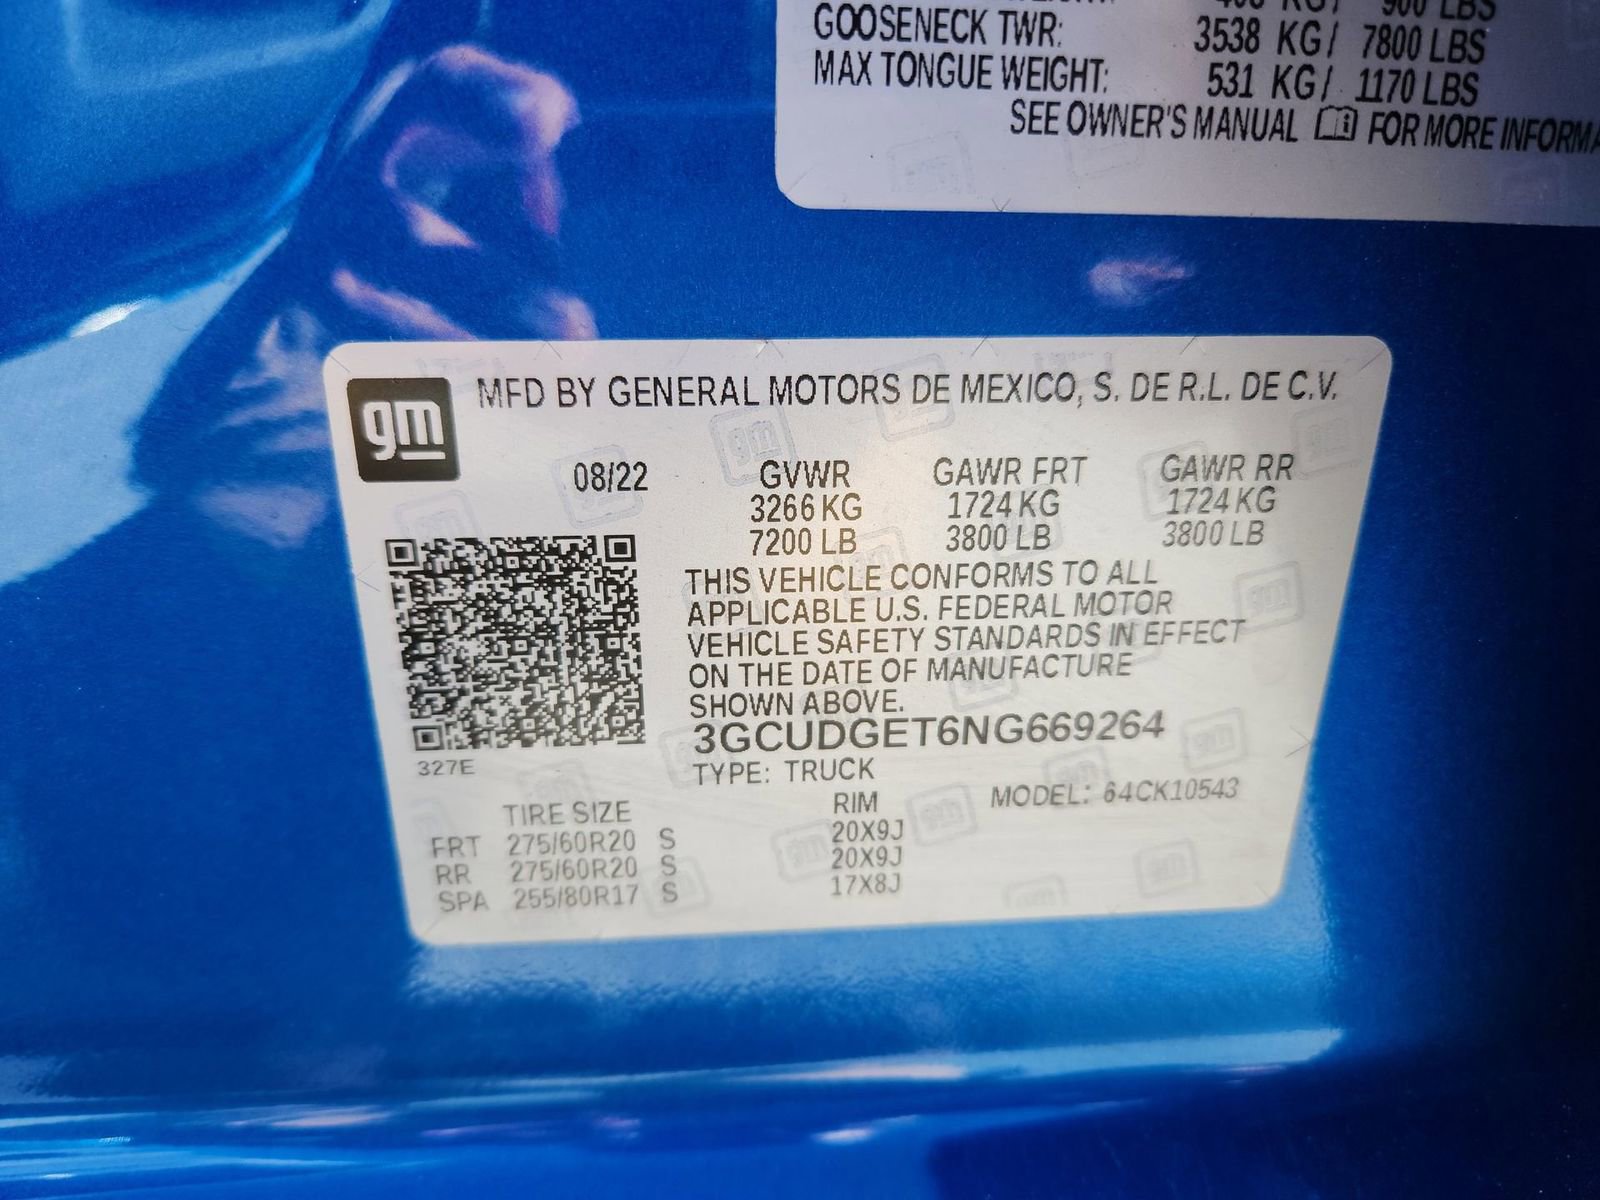 900 LBS
GOOSENECK TWR: 3538 KG/ 7800 LBS
MAX TONGUE WEIGHT: 531 KG/ 1170 LBS
SEE OWNER'S MANUAL FOR MORE
gm
MFD BY GENERAL MOTORS DE MEXICO, S. DE R.L. DE C.V.
08/22 GVWR GAWR FRT GAWR RR
3266 KG 1724 KG 1724 KG
7200 LB 3800 LB 3800 LB
THIS VEHICLE CONFORMS TO ALL
APPLICABLE U.S. FEDERAL MOTOR
VEHICLE SAFETY STANDARDS IN EFFECT
ON THE DATE OF MANUFACTURE
SHOWN ABOVE.
3GCUDGET6NG669264
327E
TYPE: TRUCK
MODEL: 64CK10543
TIRE SIZE RIM
FRT 275/60R20 S 20X9J
RR 275/60R20 S 20X9J
SPA 255/80R17 S 17X8J